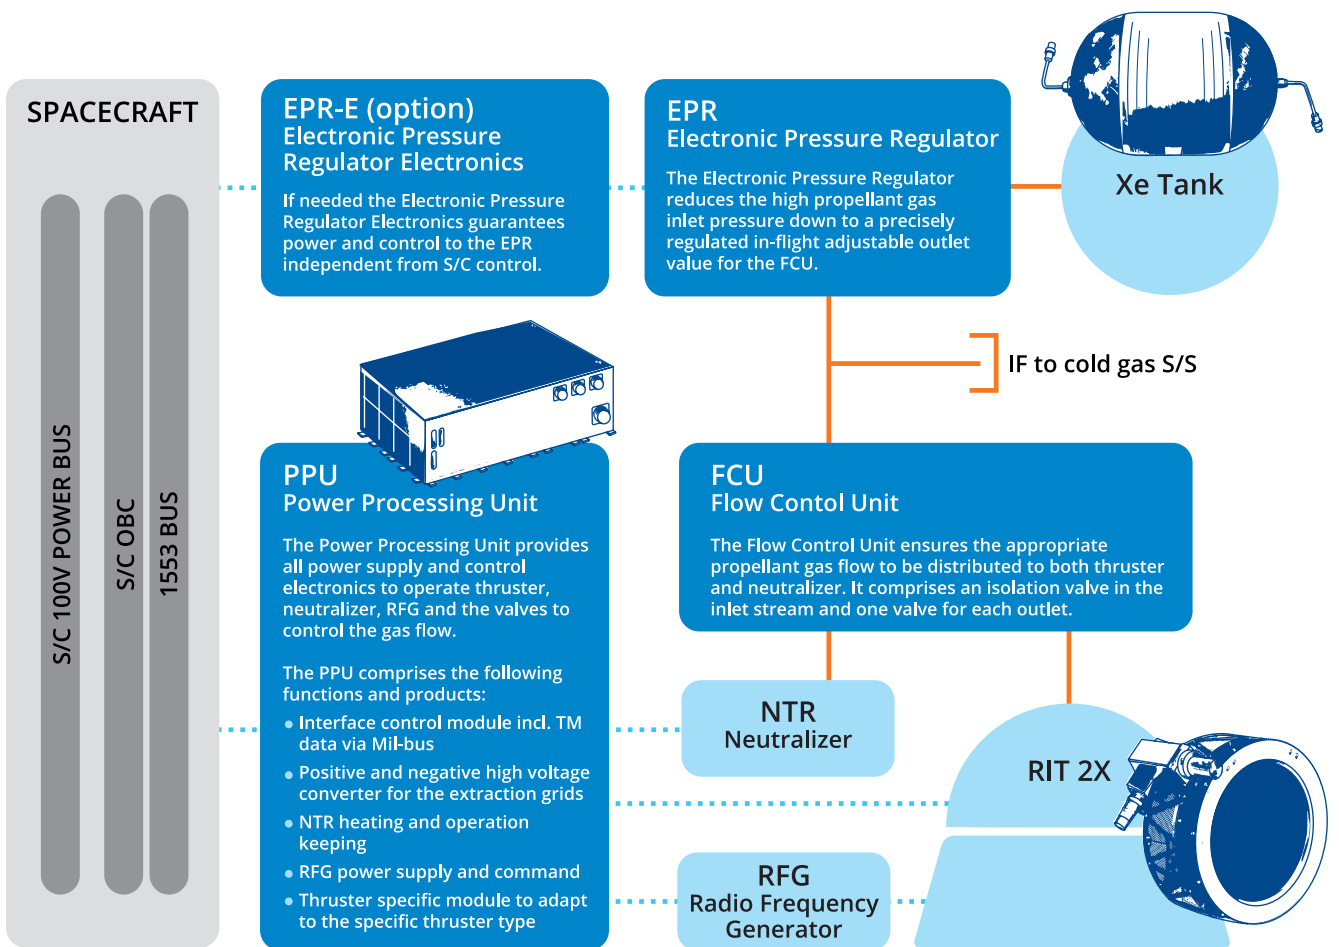 SPACECRAFT
S/C 100V POWER BUS
S/C OBC
1553 BUS
EPR-E (option)
Electronic Pressure
Regulator Electronics
If needed the Electronic Pressure
Regulator Electronics guarantees
power and control to the EPR
independent from S/C control.
EPR
Electronic Pressure Regulator
The Electronic Pressure Regulator
reduces the high propellant gas
inlet pressure down to a precisely
regulated in-flight adjustable outlet
value for the FCU.
Xe Tank
IF to cold gas S/S
PPU
Power Processing Unit
The Power Processing Unit provides
all power supply and control
electronics to operate thruster,
neutralizer, RFG and the valves to
control the gas flow.
The PPU comprises the following
functions and products:
• Interface control module incl. TM
data via Mil-bus
• Positive and negative high voltage
converter for the extraction grids
• NTR heating and operation
keeping
• RFG power supply and command
• Thruster specific module to adapt
to the specific thruster type
FCU
Flow Contol Unit
The Flow Control Unit ensures the appropriate
propellant gas flow to be distributed to both thruster
and neutralizer. It comprises an isolation valve in the
inlet stream and one valve for each outlet.
NTR
Neutralizer
RIT 2X
RFG
Radio Frequency
Generator